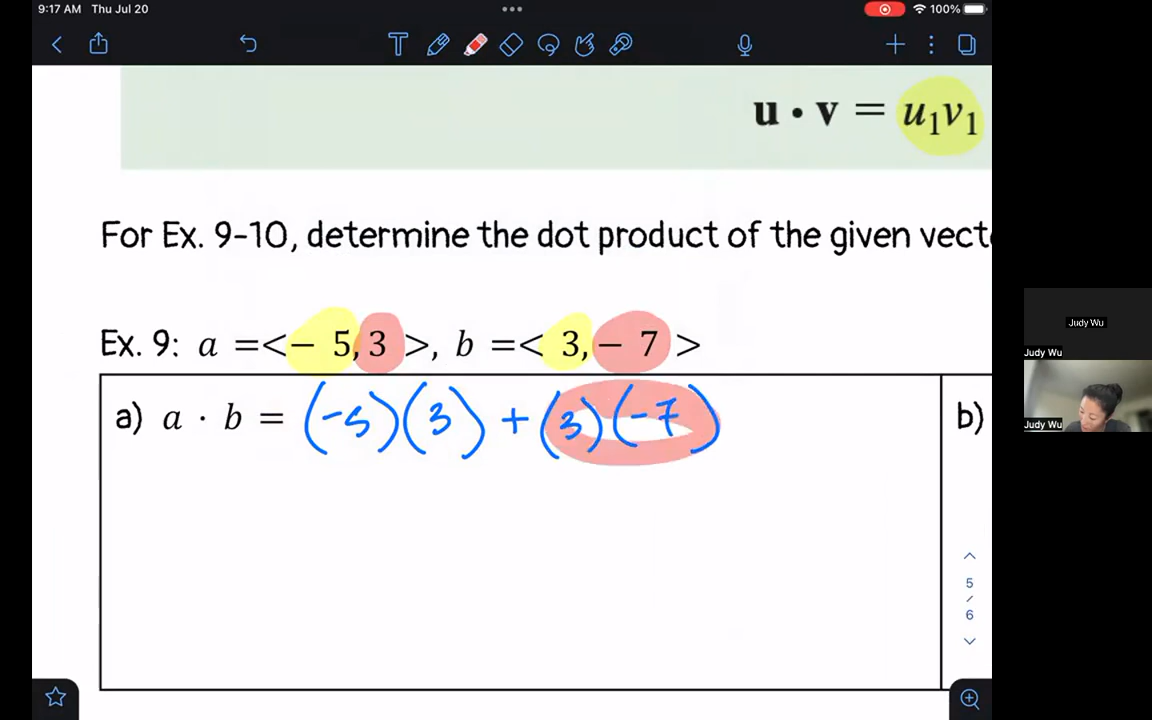 9:17 AM Thu Jul 20
100%
T
u • v = u₁v₁
For Ex. 9-10, determine the dot product of the given vect
Ex. 9: a =<− 5, 3 >, b =< 3, − 7 >
a) a · b = (-5)(3) + (3)(-7)
b)
5
/
6
Judy Wu
Judy Wu
Judy Wu